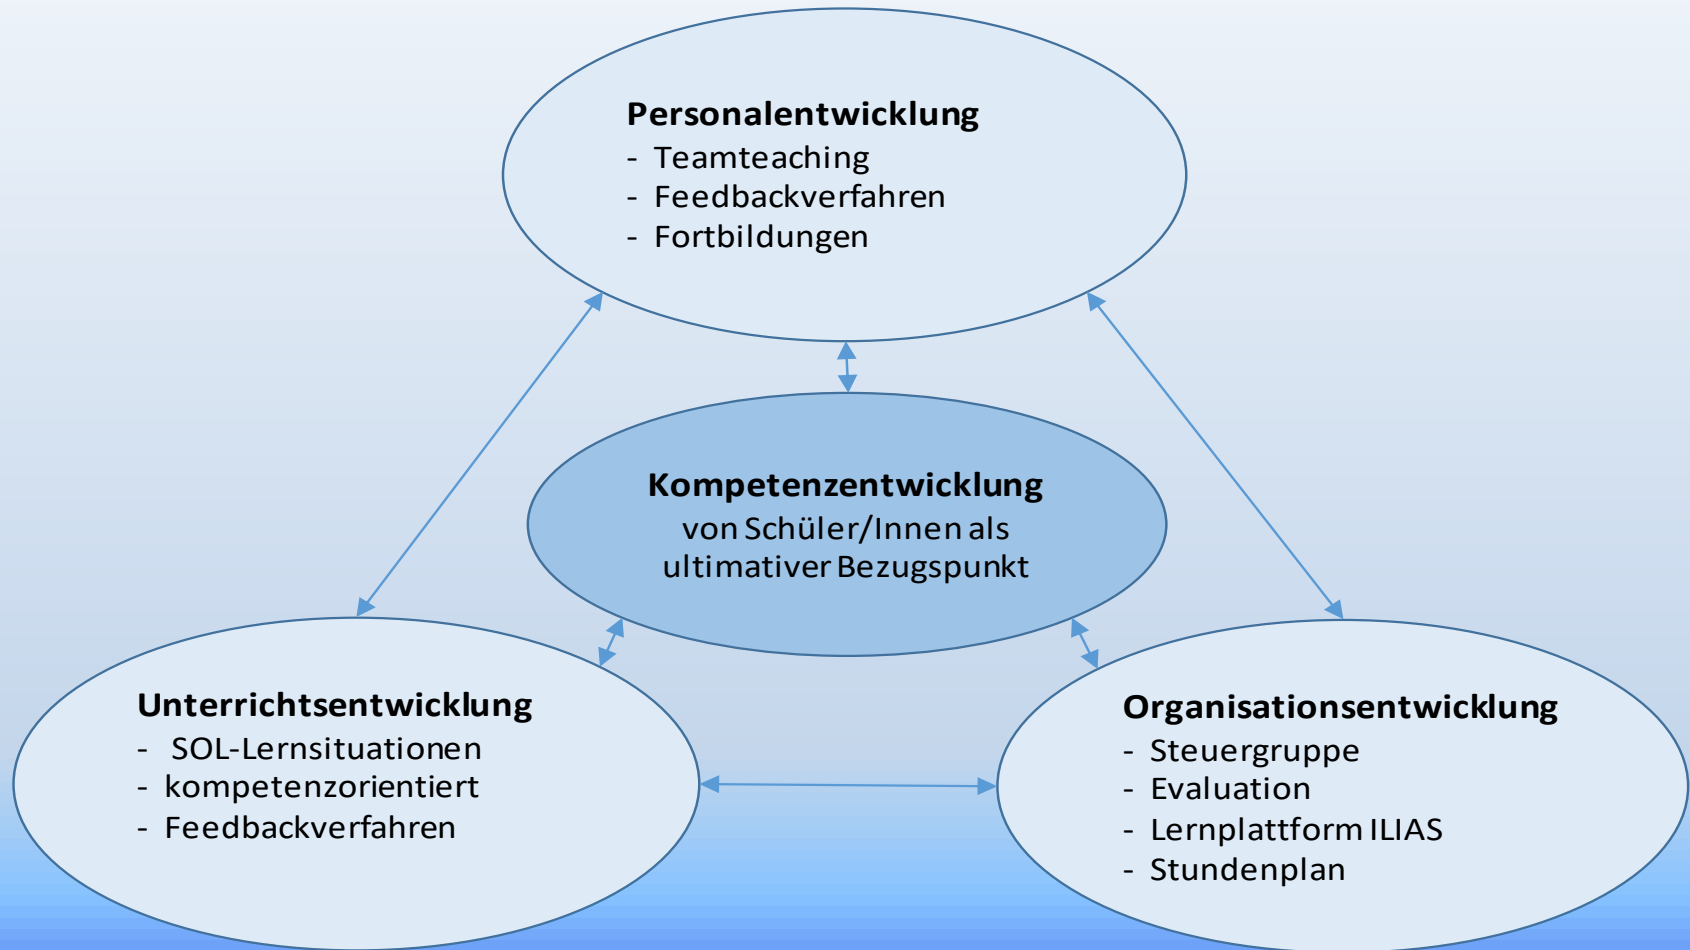 Personalentwicklung
- Teamteaching
- Feedbackverfahren
- Fortbildungen
Kompetenzentwicklung
von Schüler/Innen als
ultimativer Bezugspunkt
Unterrichtsentwicklung
- SOL-Lernsituationen
- kompetenzorientiert
- Feedbackverfahren
Organisationsentwicklung
- Steuergruppe
- Evaluation
- Lernplattform ILIAS
- Stundenplan